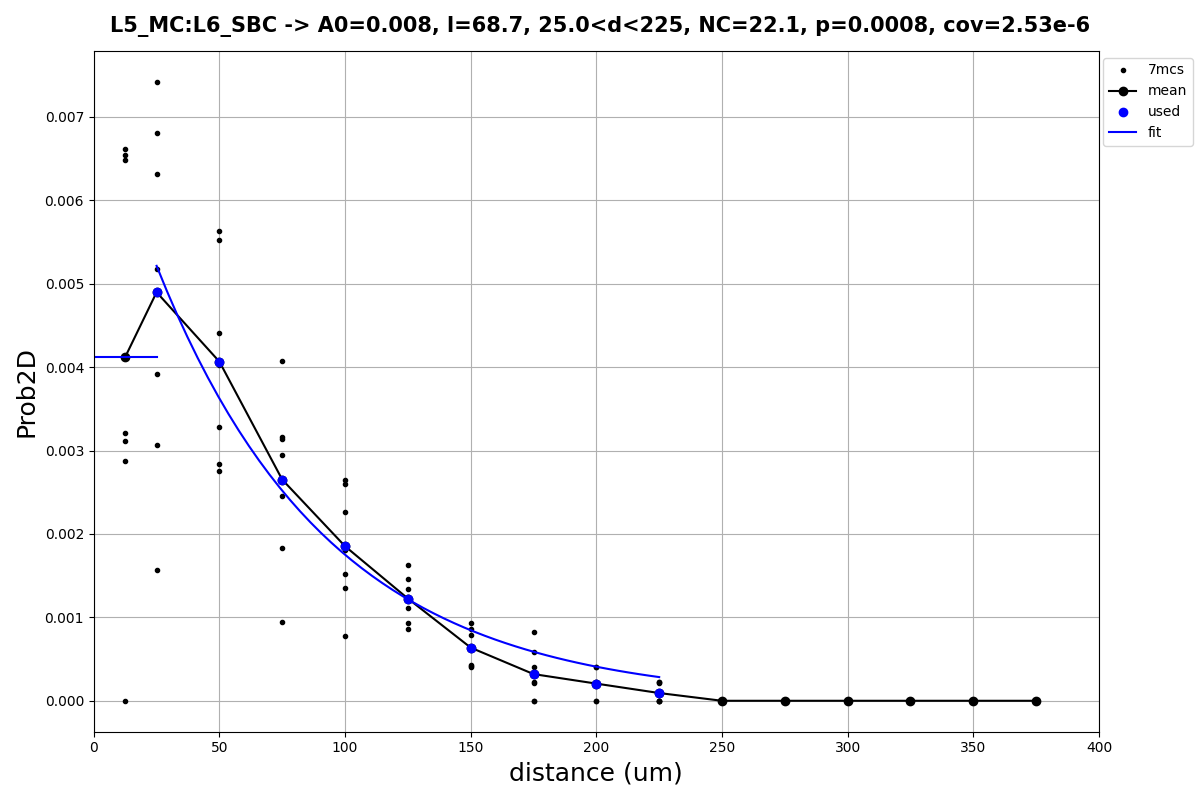 L5_MC:L6_SBC -> A0=0.008, l=68.7, 25.0<d<225, NC=22.1, p=0.0008, cov=2.53e-6
7mcs
mean
used
fit
Prob2D
0.007
0.006
0.005
0.004
0.003
0.002
0.001
0.000
0 50 100 150 200 250 300 350 400
distance (um)